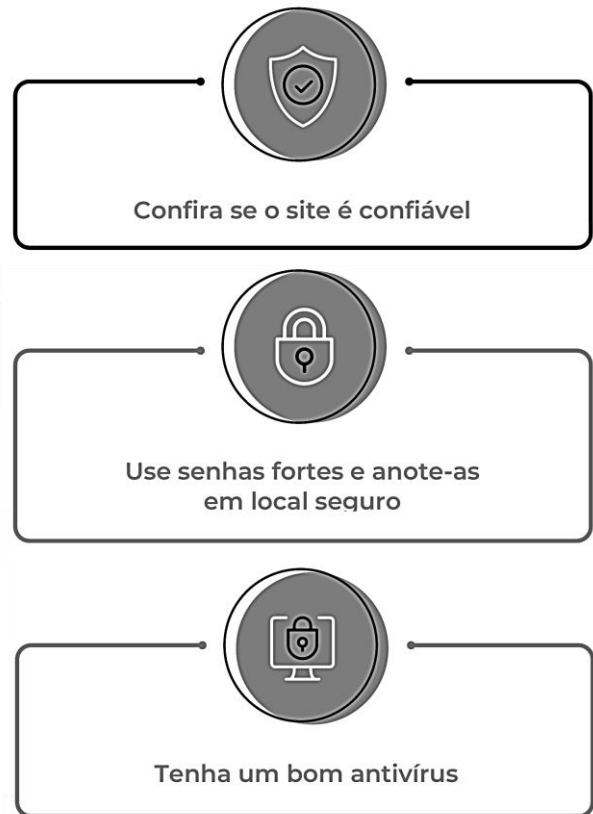 Confira se o site é confiável
Use senhas fortes e anote-as
em local seguro
Tenha um bom antivírus